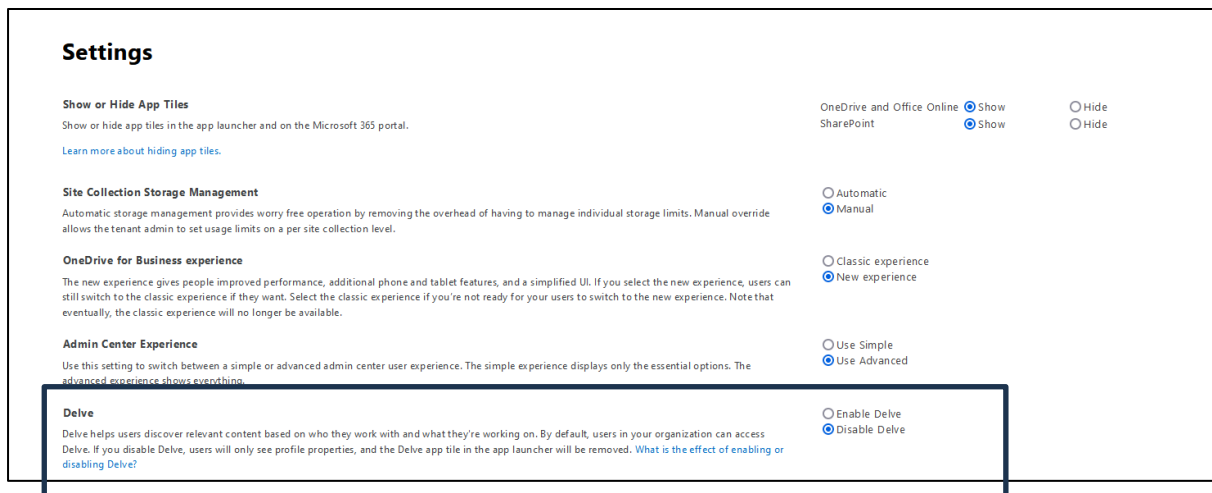 Settings
Show or Hide App Tiles
Show or hide app tiles in the app launcher and on the Microsoft 365 portal.
Learn more about hiding app tiles.
OneDrive and Office Online Show Hide
SharePoint Show Hide
Site Collection Storage Management
Automatic storage management provides worry free operation by removing the overhead of having to manage individual storage limits. Manual override
allows the tenant admin to set usage limits on a per site collection level.
Automatic
Manual
OneDrive for Business experience
The new experience gives people improved performance, additional phone and tablet features, and a simplified UI. If you select the new experience, users can
still switch to the classic experience if they want. Select the classic experience if you're not ready for your users to switch to the new experience. Note that
eventually, the classic experience will no longer be available.
Classic experience
New experience
Admin Center Experience
Use this setting to switch between a simple or advanced admin center user experience. The simple experience displays only the essential options. The
advanced experience shows everything.
Use Simple
Use Advanced
Delve
Delve helps users discover relevant content based on who they work with and what they're working on. By default, users in your organization can access
Delve. If you disable Delve, users will only see profile properties, and the Delve app tile in the app launcher will be removed. What is the effect of enabling or
disabling Delve?
Enable Delve
Disable Delve